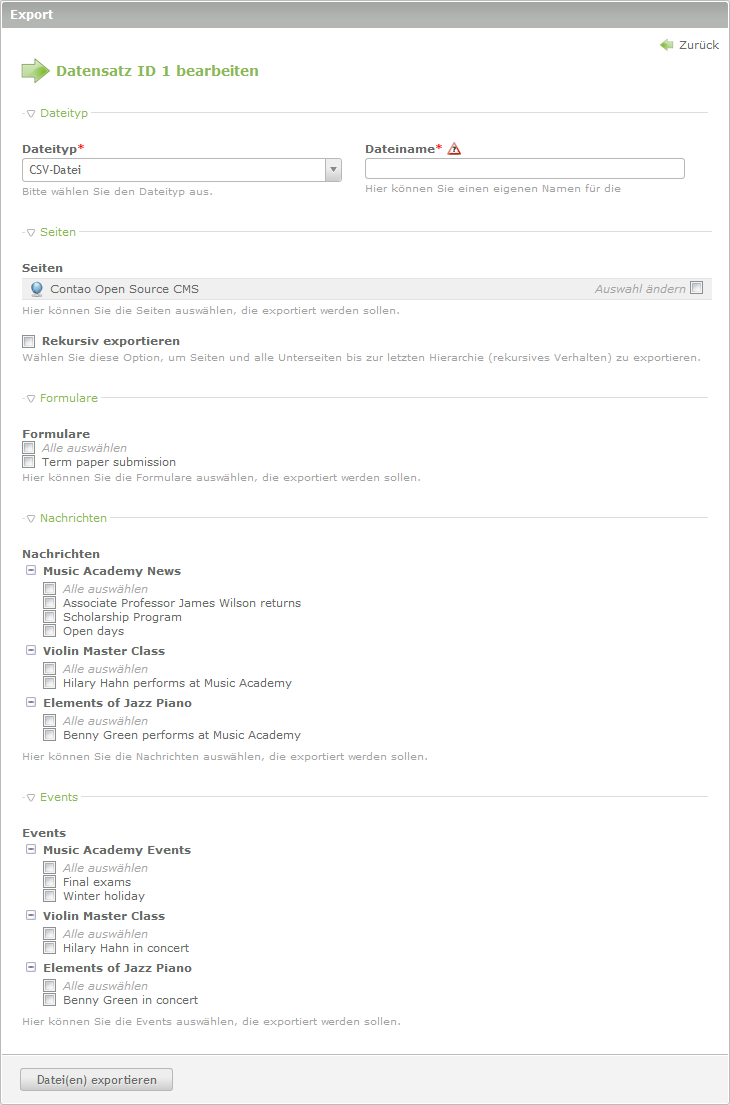 Export
Zurück
Datensatz ID 1 bearbeiten
Dateityp
Dateityp*
Dateiname*
CSV-Datei
Bitte wählen Sie den Dateityp aus.
Hier können Sie einen eigenen Namen für die
Seiten
Seiten
Contao Open Source CMS
Auswahl ändern
Hier können Sie die Seiten auswählen, die exportiert werden sollen.
Rekursiv exportieren
Wählen Sie diese Option, um Seiten und alle Unterseiten bis zur letzten Hierarchie (rekursives Verhalten) zu exportieren.
Formulare
Formulare
Alle auswählen
Term paper submission
Hier können Sie die Formulare auswählen, die exportiert werden sollen.
Nachrichten
Nachrichten
Music Academy News
Alle auswählen
Associate Professor James Wilson returns
Scholarship Program
Open days
Violin Master Class
Alle auswählen
Hilary Hahn performs at Music Academy
Elements of Jazz Piano
Alle auswählen
Benny Green performs at Music Academy
Hier können Sie die Nachrichten auswählen, die exportiert werden sollen.
Events
Events
Music Academy Events
Alle auswählen
Final exams
Winter holiday
Violin Master Class
Alle auswählen
Hilary Hahn in concert
Elements of Jazz Piano
Alle auswählen
Benny Green in concert
Hier können Sie die Events auswählen, die exportiert werden sollen.
Datei(en) exportieren